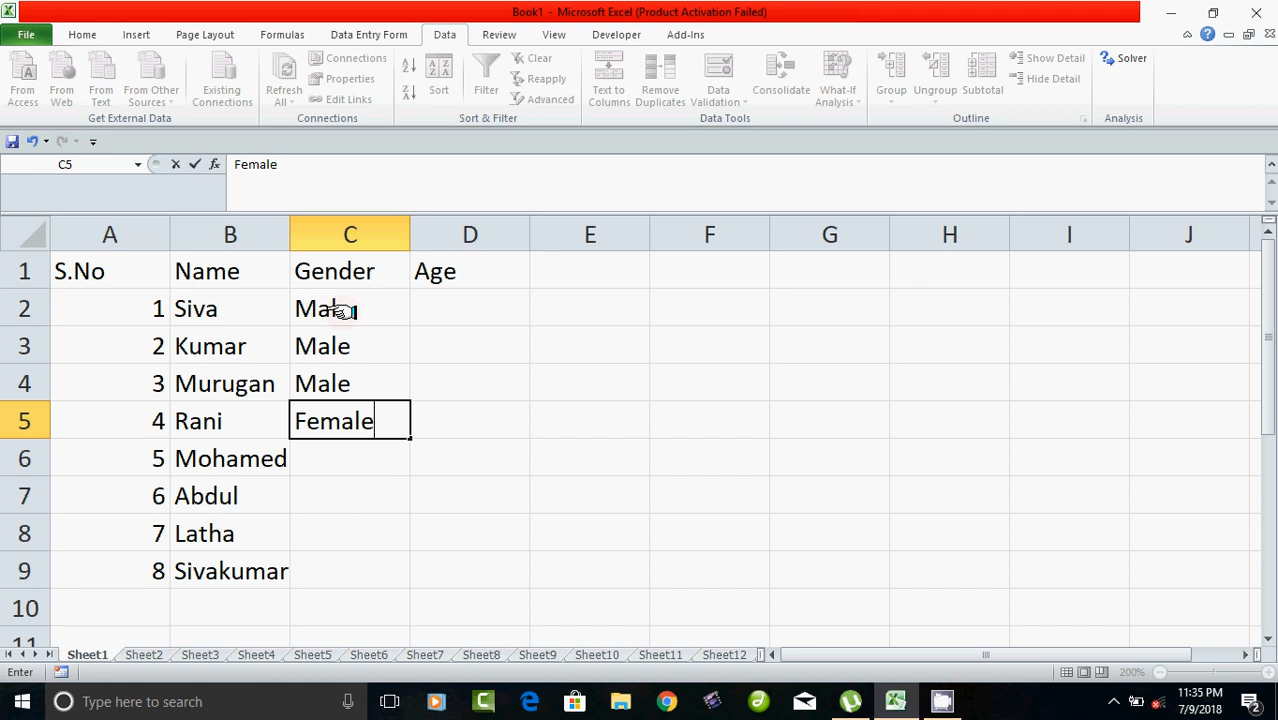 Book1 - Microsoft Excel (Product Activation Failed)
File Home Insert Page Layout Formulas Data Entry Form Data Review View Developer Add-Ins
From Access
From Web
From Text
From Other Sources
Existing Connections
Get External Data
Refresh All
Connections
Properties
Edit Links
Connections
Sort
Filter
Clear
Reapply
Advanced
Sort & Filter
Text to Columns
Remove Duplicates
Data Validation
Consolidate
What-If Analysis
Data Tools
Group
Ungroup
Subtotal
Show Detail
Hide Detail
Outline
Solver
Analysis
C5 fx Female
A B C D E F G H I J
1 S.No Name Gender Age
2 1 Siva Male
3 2 Kumar Male
4 3 Murugan Male
5 4 Rani Female
6 5 Mohamed
7 6 Abdul
8 7 Latha
9 8 Sivakumar
10
11
Sheet1 Sheet2 Sheet3 Sheet4 Sheet5 Sheet6 Sheet7 Sheet8 Sheet9 Sheet10 Sheet11 Sheet12
Enter 200%
Type here to search
11:35 PM
7/9/2018
2